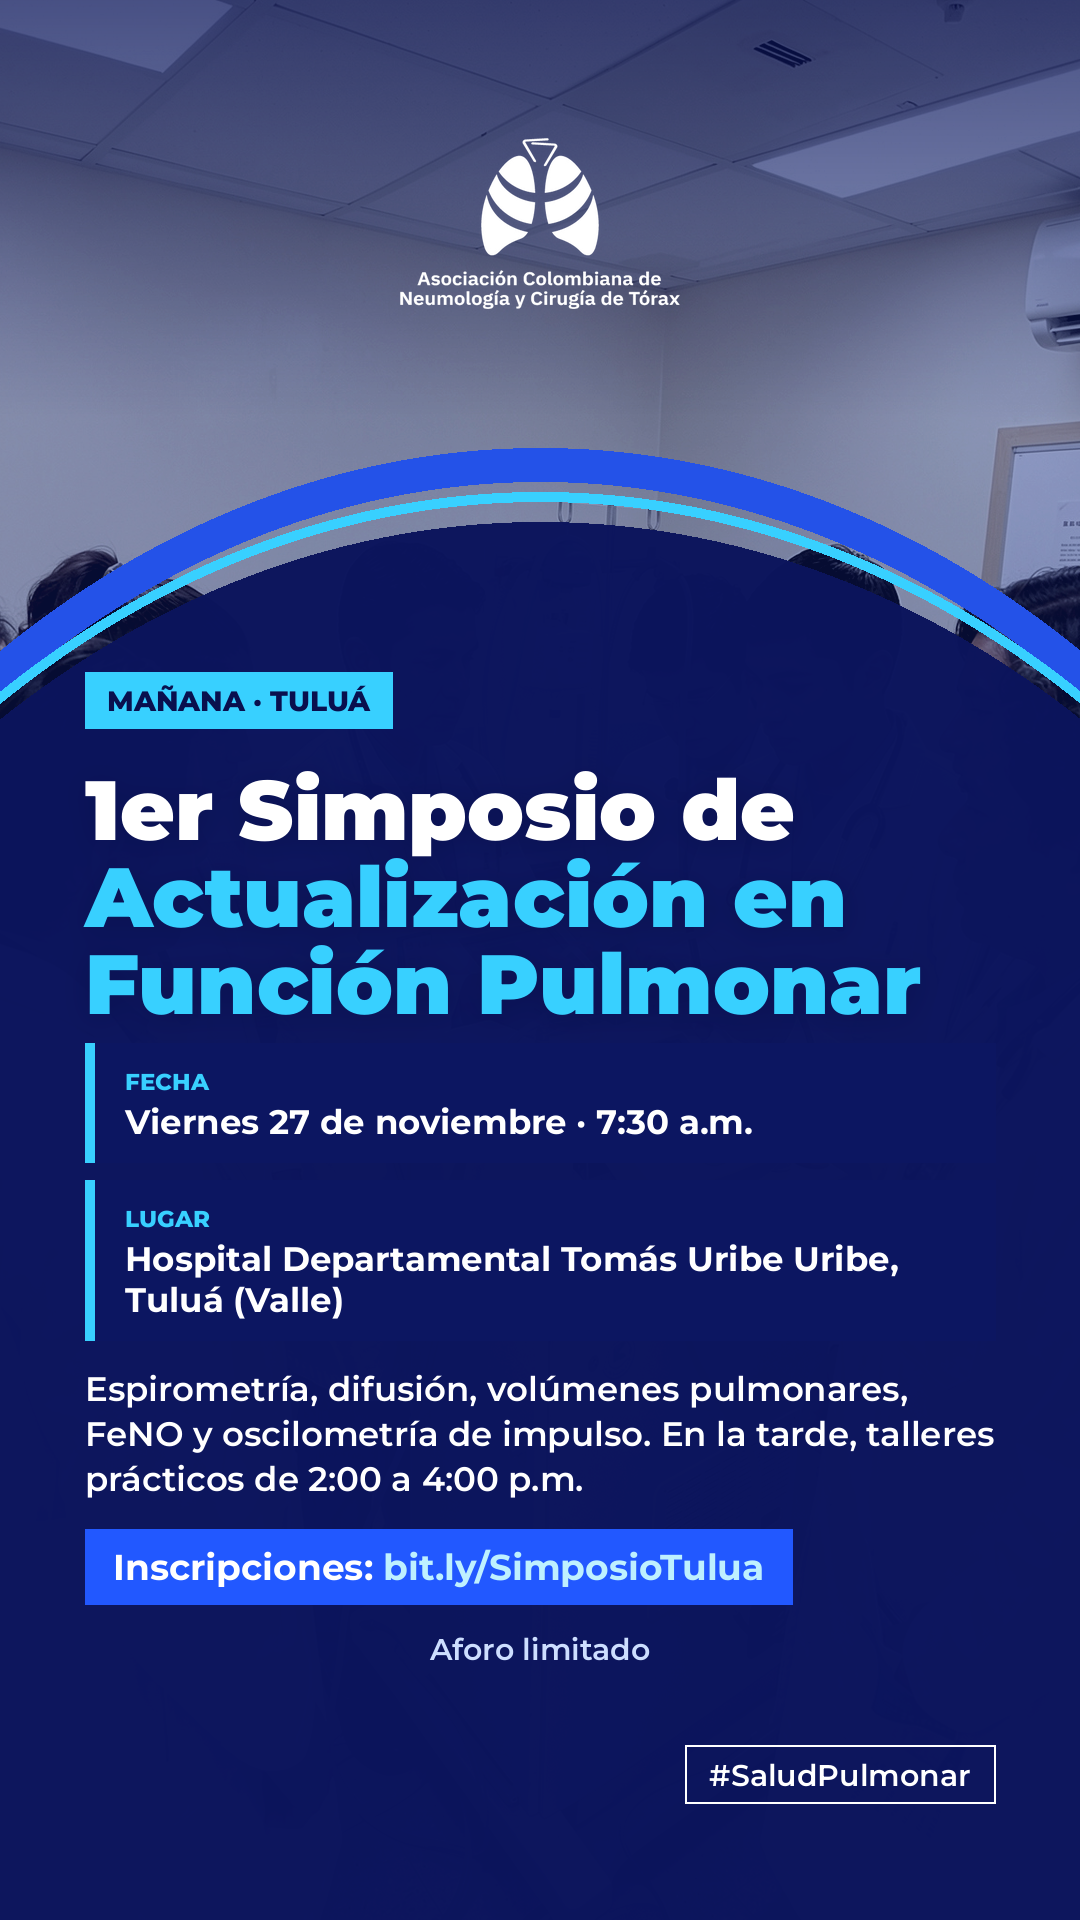 Asociación Colombiana de
Neumología y Cirugía de Tórax
MAÑANA · TULUÁ
1er Simposio de
Actualización en
Función Pulmonar
FECHA
Viernes 27 de noviembre · 7:30 a.m.
LUGAR
Hospital Departamental Tomás Uribe Uribe,
Tuluá (Valle)
Espirometría, difusión, volúmenes pulmonares,
FeNO y oscilometría de impulso. En la tarde, talleres
prácticos de 2:00 a 4:00 p.m.
Inscripciones: bit.ly/SimposioTulua
Aforo limitado
#SaludPulmonar